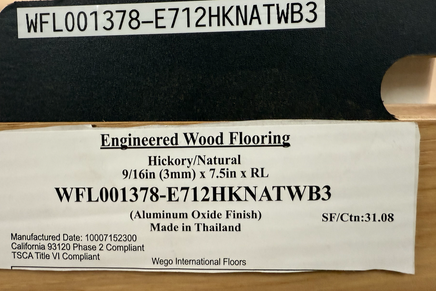 WFL001378-E712HKNATWB3
Engineered Wood Flooring
Hickory/Natural
9/16in (3mm) x 7.5in x RL
WFL001378-E712HKNATWB3
(Aluminum Oxide Finish)
SF/Ctn:31.08
Made in Thailand
Manufactured Date: 10007152300
California 93120 Phase 2 Compliant
TSCA Title VI Compliant
Wego International Floors